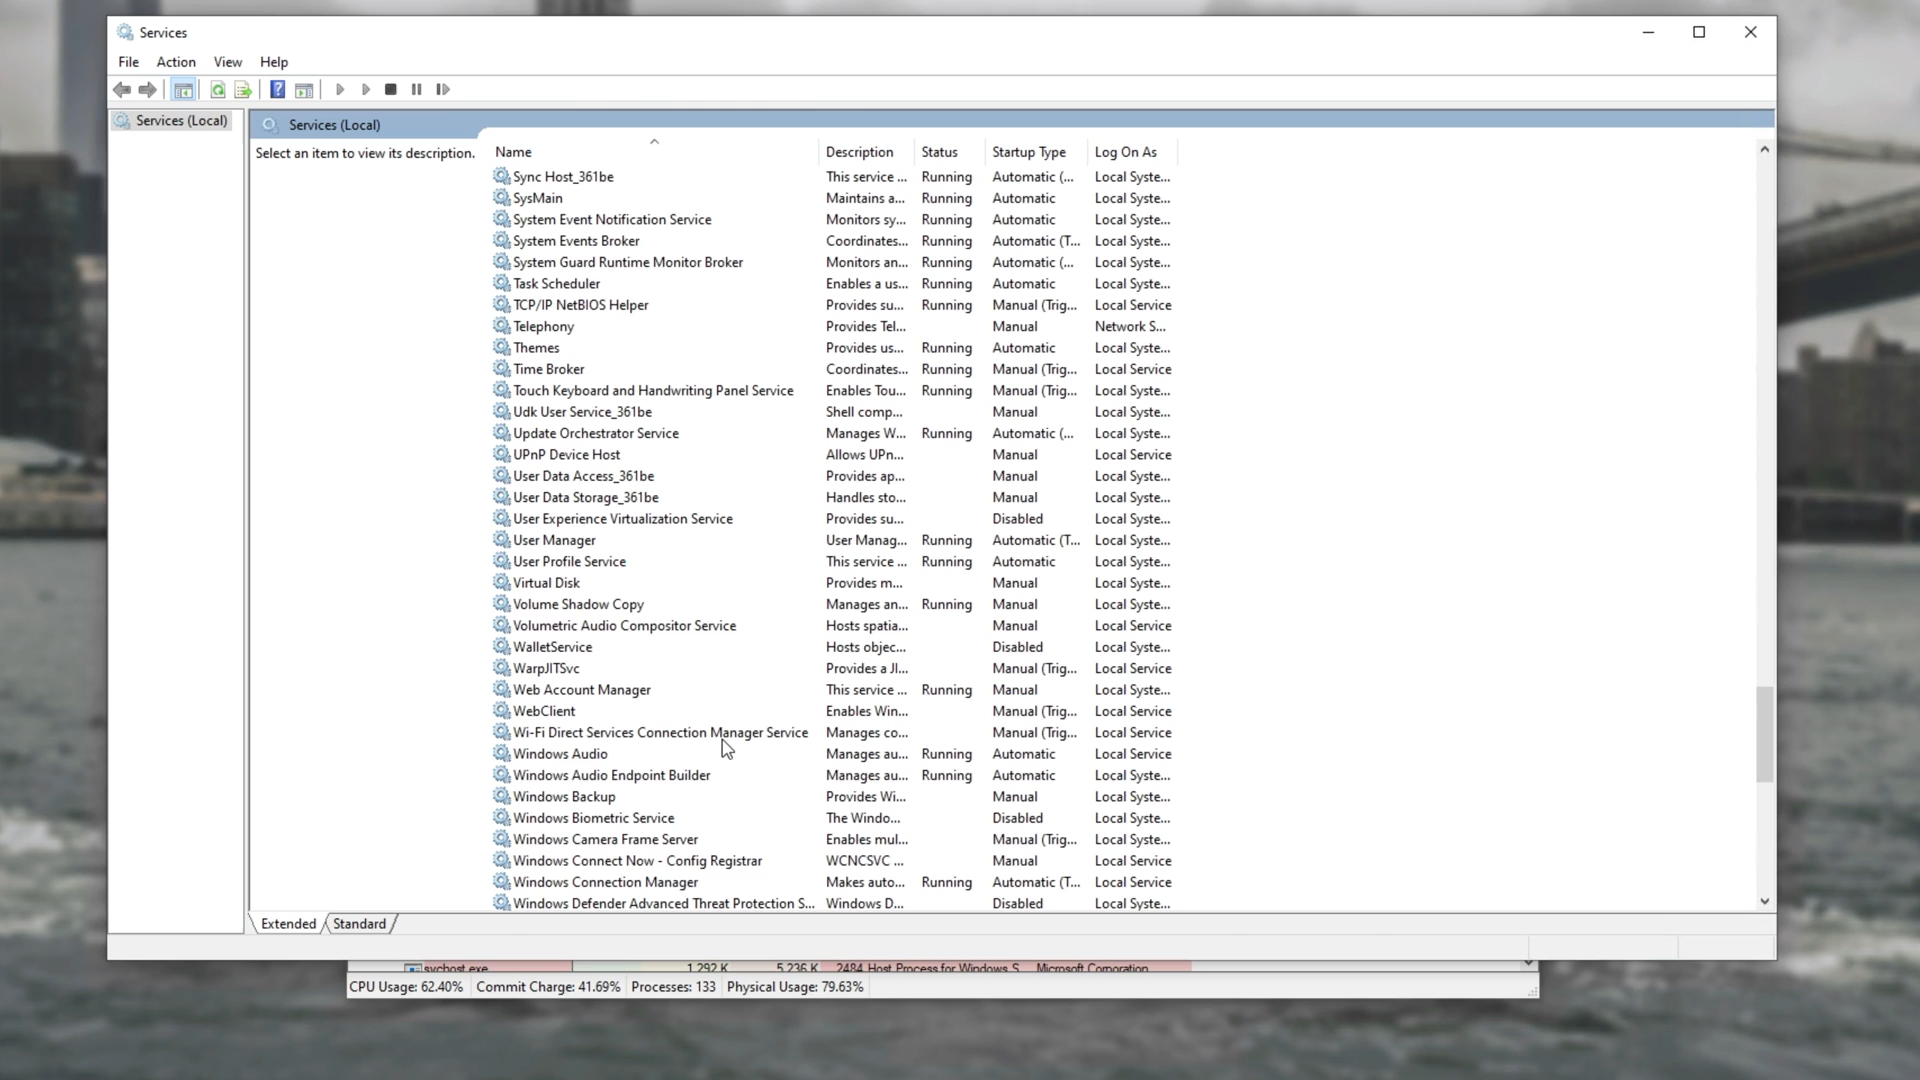 Services
File Action View Help
Services (Local)
Services (Local)
Select an item to view its description.
Name Description Status Startup Type Log On As
Sync Host_361be This service ... Running Automatic (... Local Syste...
SysMain Maintains a... Running Automatic Local Syste...
System Event Notification Service Monitors sy... Running Automatic Local Syste...
System Events Broker Coordinates... Running Automatic (T... Local Syste...
System Guard Runtime Monitor Broker Monitors an... Running Automatic (... Local Syste...
Task Scheduler Enables a us... Running Automatic Local Syste...
TCP/IP NetBIOS Helper Provides su... Running Manual (Trig... Local Service
Telephony Provides Tel... Manual Network S...
Themes Provides us... Running Automatic Local Syste...
Time Broker Coordinates... Running Manual (Trig... Local Service
Touch Keyboard and Handwriting Panel Service Enables Tou... Running Manual (Trig... Local Syste...
Udk User Service_361be Shell comp... Manual Local Syste...
Update Orchestrator Service Manages W... Running Automatic (... Local Syste...
UPnP Device Host Allows UPn... Manual Local Service
User Data Access_361be Provides ap... Manual Local Syste...
User Data Storage_361be Handles sto... Manual Local Syste...
User Experience Virtualization Service Provides su... Disabled Local Syste...
User Manager User Manag... Running Automatic (T... Local Syste...
User Profile Service This service ... Running Automatic Local Syste...
Virtual Disk Provides m... Manual Local Syste...
Volume Shadow Copy Manages an... Running Manual Local Syste...
Volumetric Audio Compositor Service Hosts spatia... Manual Local Service
WalletService Hosts objec... Disabled Local Syste...
WarpJITSvc Provides a JI... Manual (Trig... Local Service
Web Account Manager This service ... Running Manual Local Syste...
WebClient Enables Win... Manual (Trig... Local Service
Wi-Fi Direct Services Connection Manager Service Manages co... Manual (Trig... Local Service
Windows Audio Manages au... Running Automatic Local Service
Windows Audio Endpoint Builder Manages au... Running Automatic Local Syste...
Windows Backup Provides Wi... Manual Local Syste...
Windows Biometric Service The Windo... Disabled Local Syste...
Windows Camera Frame Server Enables mul... Manual (Trig... Local Syste...
Windows Connect Now - Config Registrar WCNCSVC ... Manual Local Service
Windows Connection Manager Makes auto... Running Automatic (T... Local Service
Windows Defender Advanced Threat Protection S... Windows D... Disabled Local Syste...
Extended Standard
svchost.exe 1.292 K 5.236 K 2484 Host Process for Windows S... Microsoft Corporation
CPU Usage: 62.40% Commit Charge: 41.69% Processes: 133 Physical Usage: 79.63%